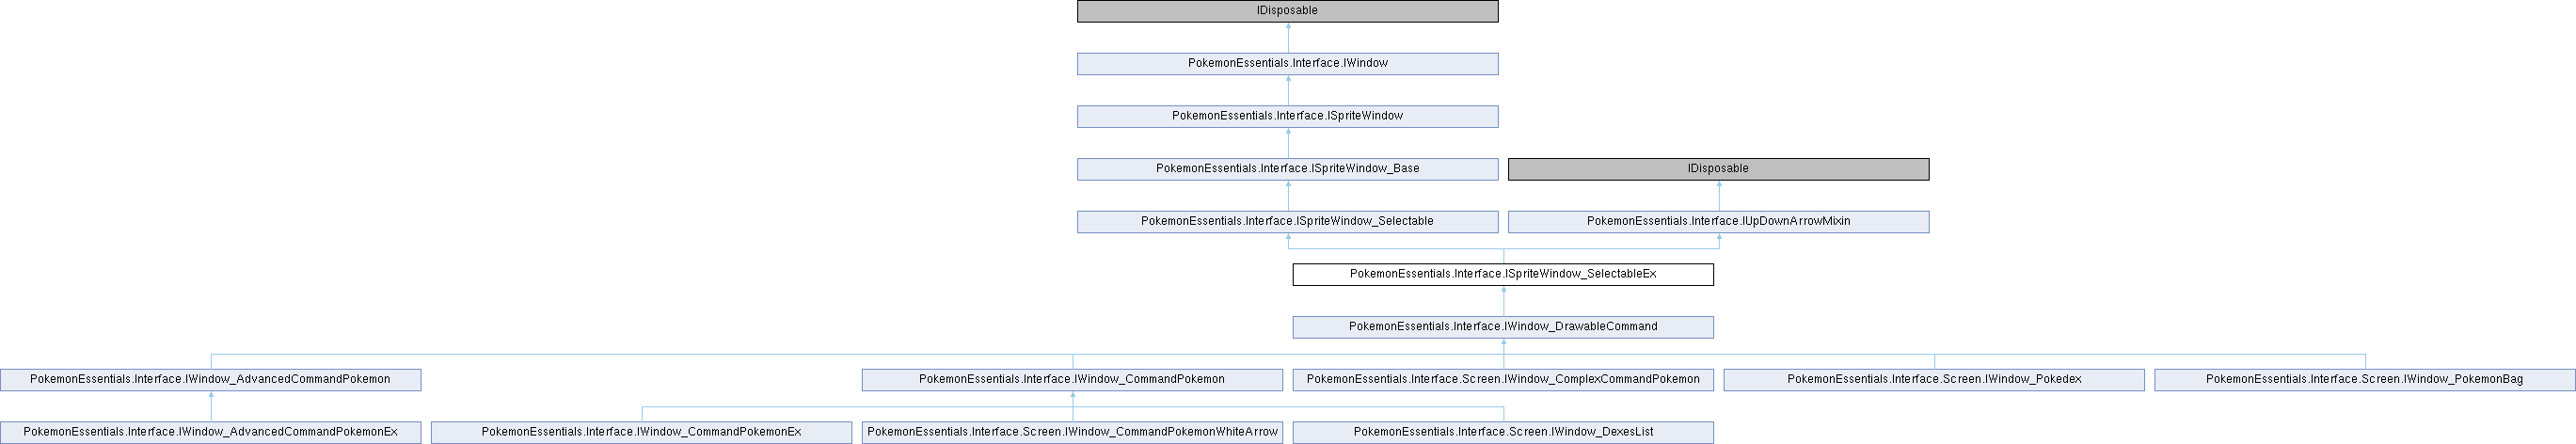 IDisposable
PokemonEssentials.Interface.IWindow
PokemonEssentials.Interface.ISpriteWindow
PokemonEssentials.Interface.ISpriteWindow_Base
IDisposable
PokemonEssentials.Interface.ISpriteWindow_Selectable
PokemonEssentials.Interface.IUpDownArrowMixin
PokemonEssentials.Interface.ISpriteWindow_SelectableEx
PokemonEssentials.Interface.IWindow_DrawableCommand
PokemonEssentials.Interface.IWindow_AdvancedCommandPokemon
PokemonEssentials.Interface.IWindow_CommandPokemon
PokemonEssentials.Interface.Screen.IWindow_ComplexCommandPokemon
PokemonEssentials.Interface.Screen.IWindow_Pokedex
PokemonEssentials.Interface.Screen.IWindow_PokemonBag
PokemonEssentials.Interface.IWindow_AdvancedCommandPokemonEx
PokemonEssentials.Interface.IWindow_CommandPokemonEx
PokemonEssentials.Interface.Screen.IWindow_CommandPokemonWhiteArrow
PokemonEssentials.Interface.Screen.IWindow_DexesList